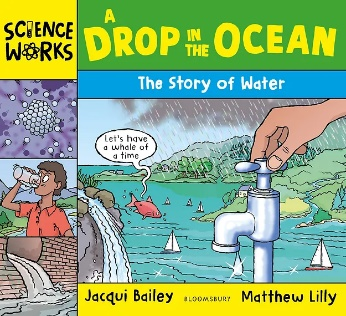 SCIENCE
WORKS
A
DROP IN THE OCEAN
The Story of Water
Let's have
a whale of
a time
Jacqui Bailey
BLOOMSBURY
Matthew Lilly